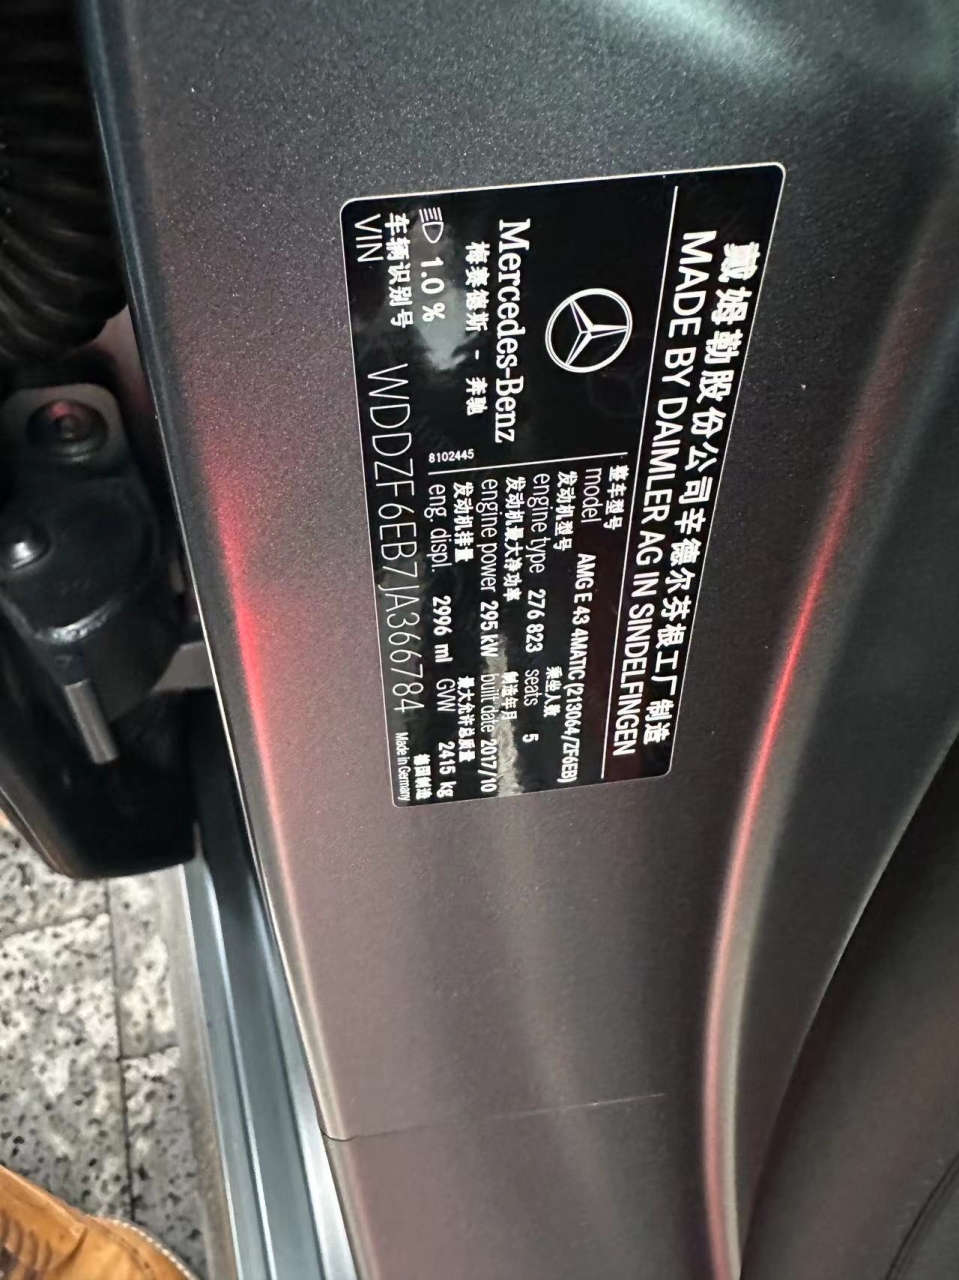 戴姆勒股份公司辛德尔芬根工厂制造
MADE BY DAIMLER AG IN SINDELFINGEN
Mercedes-Benz
梅赛德斯 - 奔驰
1.0 %
8102445
整车型号
model AMG E 43 4MATIC (213064/ZF6EB)
发动机型号 乘坐人数
engine type 276 823 seats 5
发动机最大净功率 制造年月
engine power 295 kW built date 2017/10
发动机排量 最大允许总质量
eng. displ 2996 ml GVW 2415 kg
车辆识别号 德国制造
VIN WDDZF6EB7JA366784 Made in Germany